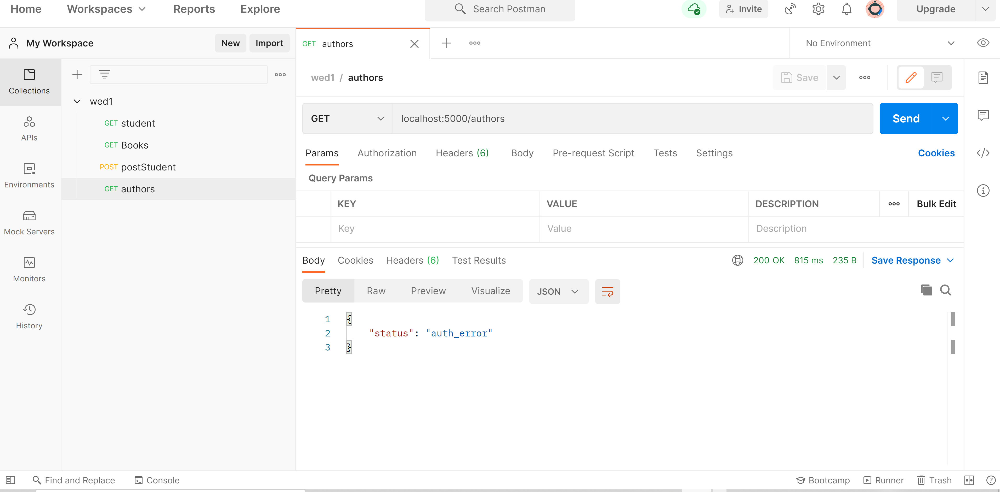 Home Workspaces Reports Explore Search Postman Invite Upgrade
My Workspace New Import GET authors No Environment
wed1 / authors Save
Collections
wed1
GET student
GET Books
POST postStudent
GET authors
APIs
Environments
Mock Servers
Monitors
History
GET localhost:5000/authors Send
Params Authorization Headers (6) Body Pre-request Script Tests Settings Cookies
Query Params
KEY VALUE DESCRIPTION Bulk Edit
Key Value Description
Body Cookies Headers (6) Test Results 200 OK 815 ms 235 B Save Response
Pretty Raw Preview Visualize JSON
1 {
2 "status": "auth_error"
3 }
Find and Replace Console Bootcamp Runner Trash